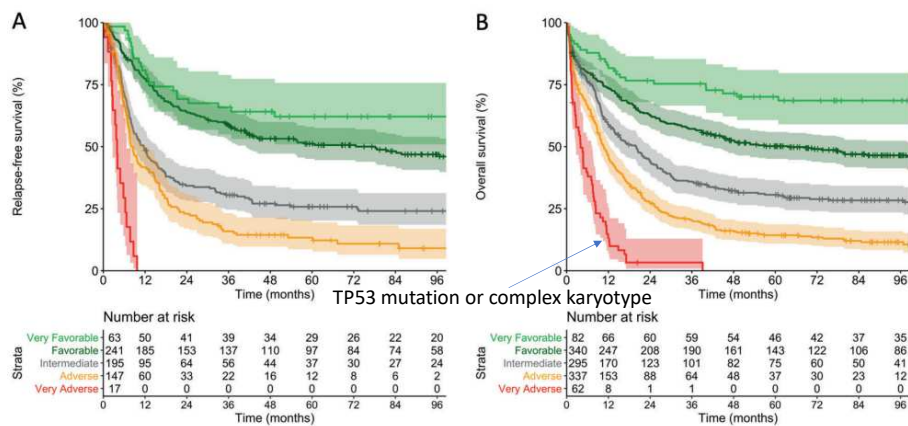 A
B
100
75
50
25
0
Relapse-free survival (%)
0 12 24 36 48 60 72 84 96
Time (months)
100
75
50
25
0
Overall survival (%)
0 12 24 36 48 60 72 84 96
Time (months)
TP53 mutation or complex karyotype
Number at risk
Strata
Very Favorable 63 50 41 39 34 29 26 22 20
Favorable 241 185 153 137 110 97 84 74 58
Intermediate 195 95 64 56 44 37 30 27 24
Adverse 147 60 33 22 16 12 8 6 2
Very Adverse 17 0 0 0 0 0 0 0 0
0 12 24 36 48 60 72 84 96
Time (months)
Number at risk
Strata
Very Favorable 82 66 60 59 54 46 42 37 35
Favorable 340 247 208 190 161 143 122 106 86
Intermediate 295 170 123 101 82 75 60 50 41
Adverse 337 153 88 64 48 37 30 23 12
Very Adverse 62 8 1 1 0 0 0 0 0
0 12 24 36 48 60 72 84 96
Time (months)